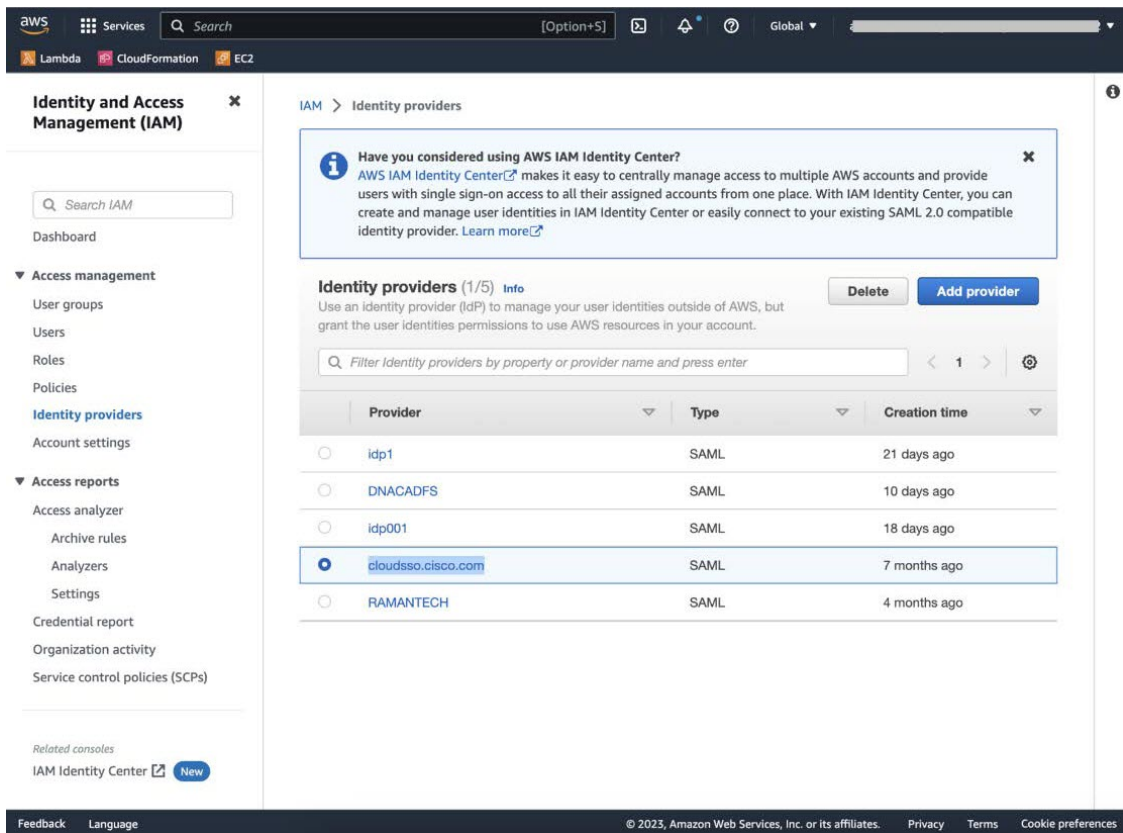 aws
Services
Search
[Option+S]
Global
Lambda
CloudFormation
EC2
Identity and Access
Management (IAM)
Search IAM
Dashboard
Access management
User groups
Users
Roles
Policies
Identity providers
Account settings
Access reports
Access analyzer
Archive rules
Analyzers
Settings
Credential report
Organization activity
Service control policies (SCPs)
Related consoles
IAM Identity Center New
IAM > Identity providers
Have you considered using AWS IAM Identity Center?
AWS IAM Identity Center makes it easy to centrally manage access to multiple AWS accounts and provide
users with single sign-on access to all their assigned accounts from one place. With IAM Identity Center, you can
create and manage user identities in IAM Identity Center or easily connect to your existing SAML 2.0 compatible
identity provider. Learn more
Identity providers (1/5) Info
Use an identity provider (IdP) to manage your user identities outside of AWS, but
grant the user identities permissions to use AWS resources in your account.
Delete
Add provider
Filter Identity providers by property or provider name and press enter
1
Provider Type Creation time
idp1 SAML 21 days ago
DNACADFS SAML 10 days ago
idp001 SAML 18 days ago
cloudsso.cisco.com SAML 7 months ago
RAMANTECH SAML 4 months ago
Feedback Language © 2023, Amazon Web Services, Inc. or its affiliates. Privacy Terms Cookie preferences